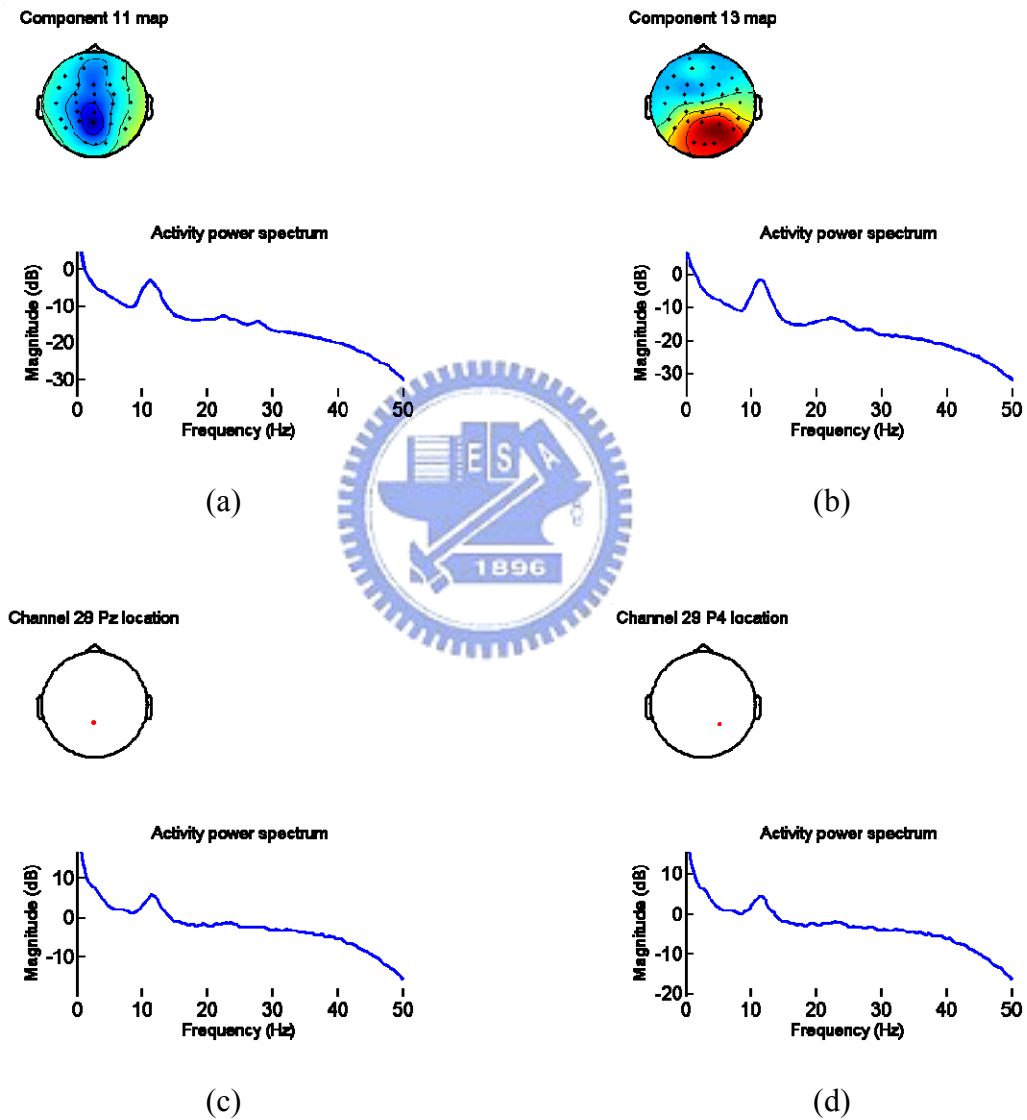 Component 11 map
Component 13 map
Activity power spectrum
Activity power spectrum
Magnitude (dB)
0
-10
-20
-30
0 10 20 30 40 50
Frequency (Hz)
Magnitude (dB)
0
-10
-20
-30
0 10 20 30 40 50
Frequency (Hz)
(a)
(b)
E S A
1896
Channel 28 Pz location
Channel 29 P4 location
Activity power spectrum
Activity power spectrum
Magnitude (dB)
10
0
-10
0 10 20 30 40 50
Frequency (Hz)
Magnitude (dB)
10
0
-10
-20
0 10 20 30 40 50
Frequency (Hz)
(c)
(d)